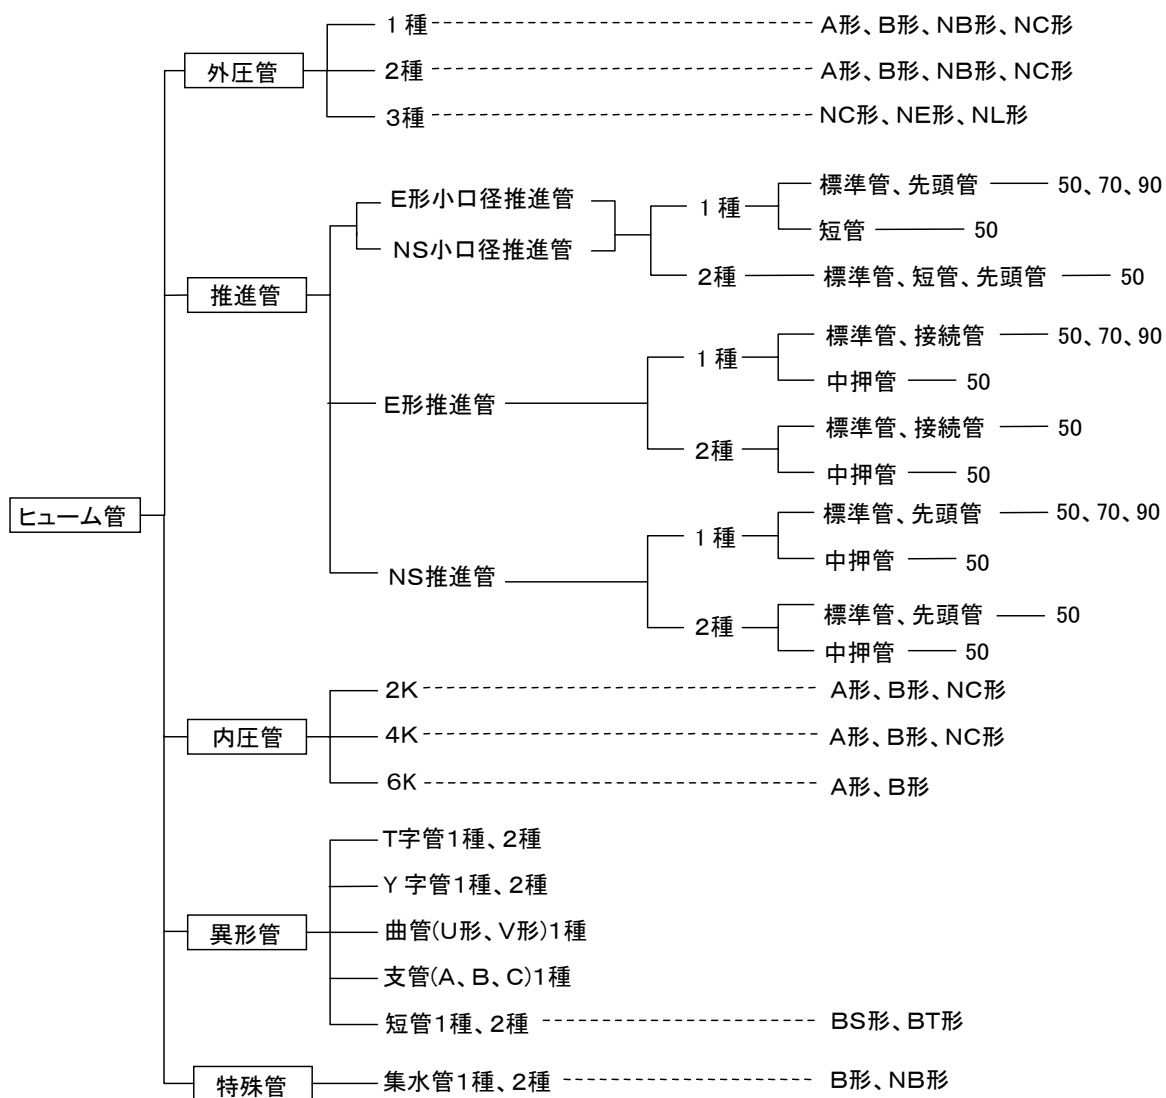 1種 A形、B形、NB形、NC形
外圧管 2種 A形、B形、NB形、NC形
3種 NC形、NE形、NL形
標準管、先頭管 50、70、90
E形小口径推進管 1種
短管 50
NS小口径推進管
推進管 2種 標準管、短管、先頭管 50
標準管、接続管 50、70、90
1種
中押管 50
E形推進管
標準管、接続管 50
2種
中押管 50
ヒューム管 標準管、先頭管 50、70、90
1種
中押管 50
NS推進管
標準管、先頭管 50
2種
中押管 50
2K A形、B形、NC形
内圧管 4K A形、B形、NC形
6K A形、B形
T字管1種、2種
Y字管1種、2種
異形管 曲管(U形、V形)1種
支管(A、B、C)1種
短管1種、2種 BS形、BT形
特殊管 集水管1種、2種 B形、NB形